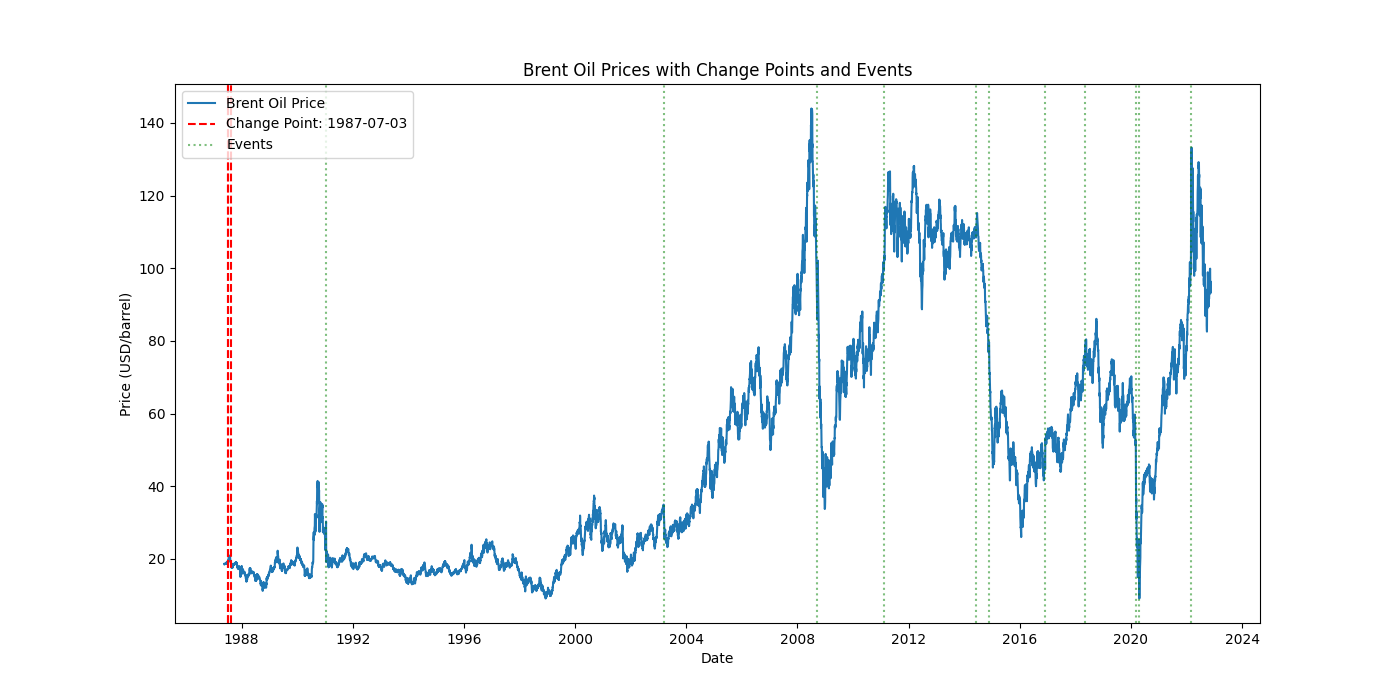 Brent Oil Prices with Change Points and Events
Brent Oil Price
Change Point: 1987-07-03
Events
Price (USD/barrel)
140
120
100
80
60
40
20
1988 1992 1996 2000 2004 2008 2012 2016 2020 2024
Date